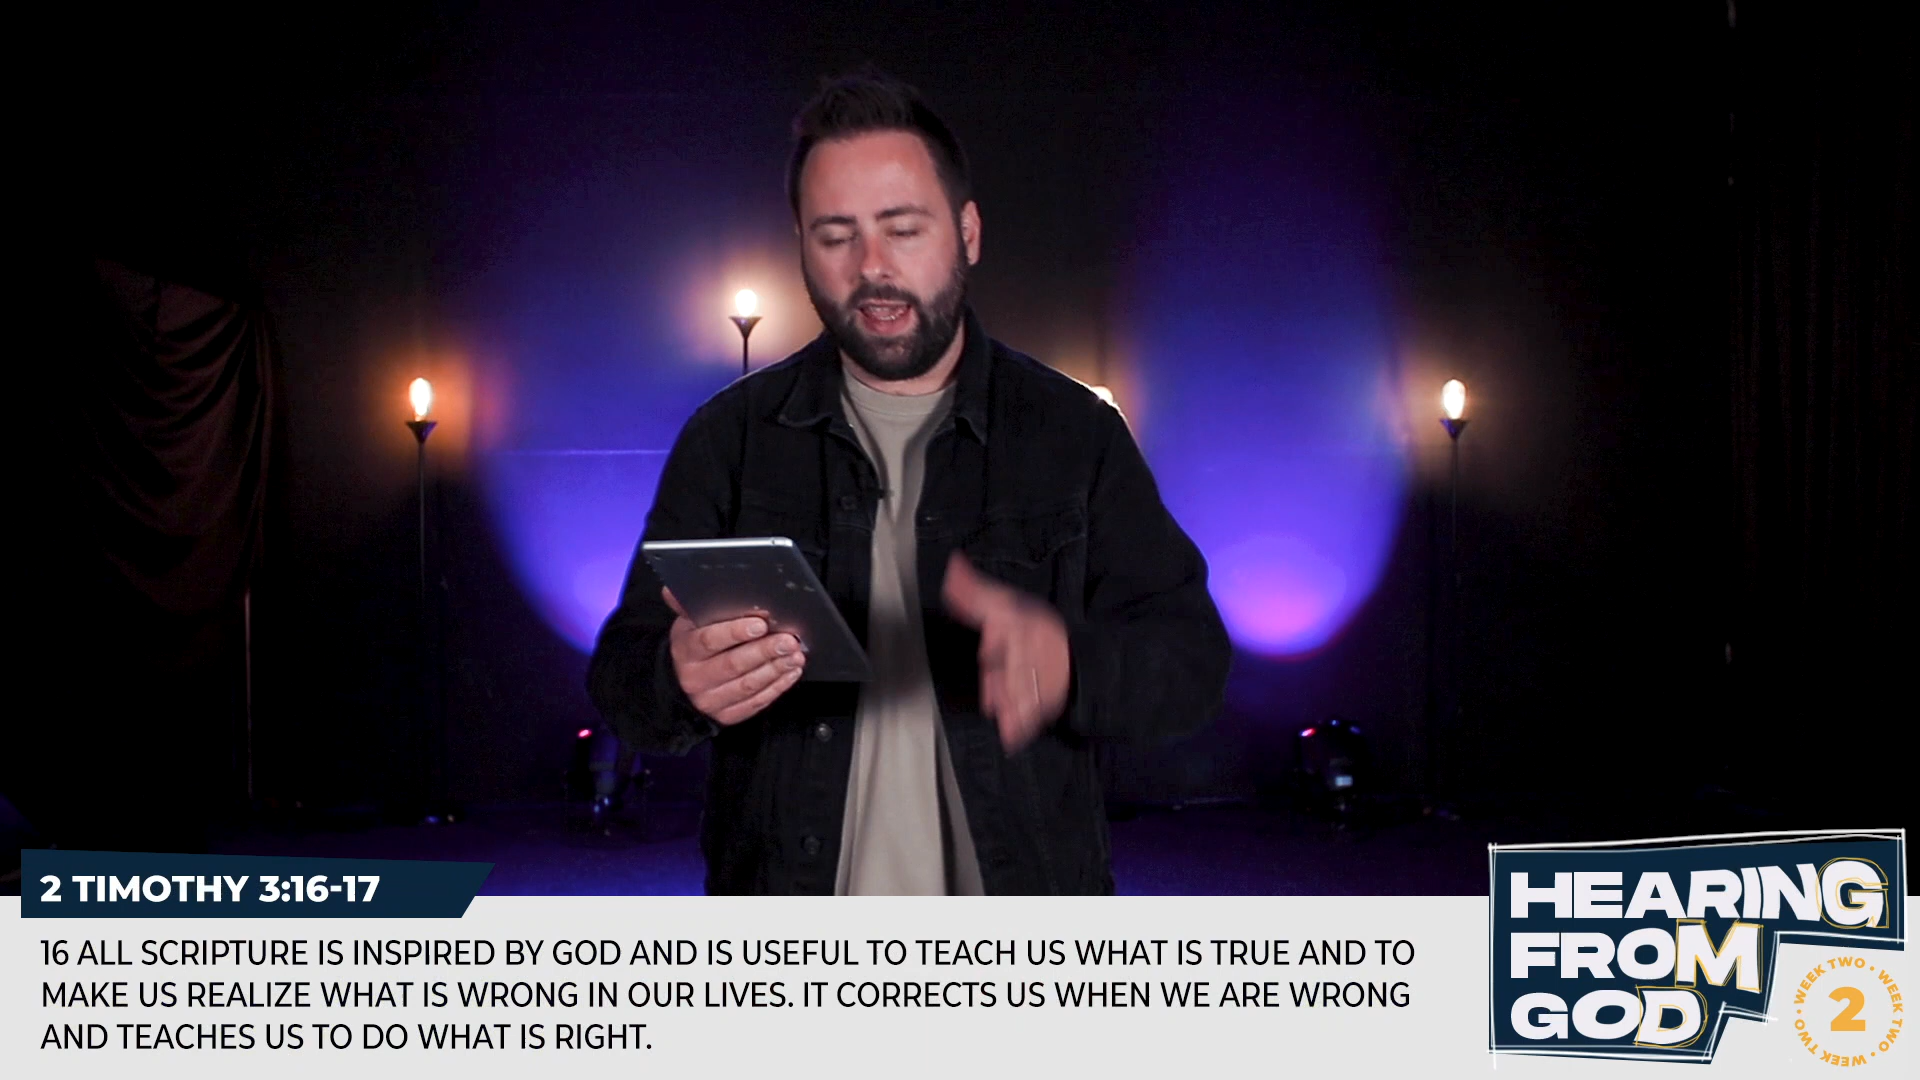 2 TIMOTHY 3:16-17
16 ALL SCRIPTURE IS INSPIRED BY GOD AND IS USEFUL TO TEACH US WHAT IS TRUE AND TO
MAKE US REALIZE WHAT IS WRONG IN OUR LIVES. IT CORRECTS US WHEN WE ARE WRONG
AND TEACHES US TO DO WHAT IS RIGHT.
HEARING
FROM
GOD
WEEK TWO • WEEK TWO • WEEK TWO •
2